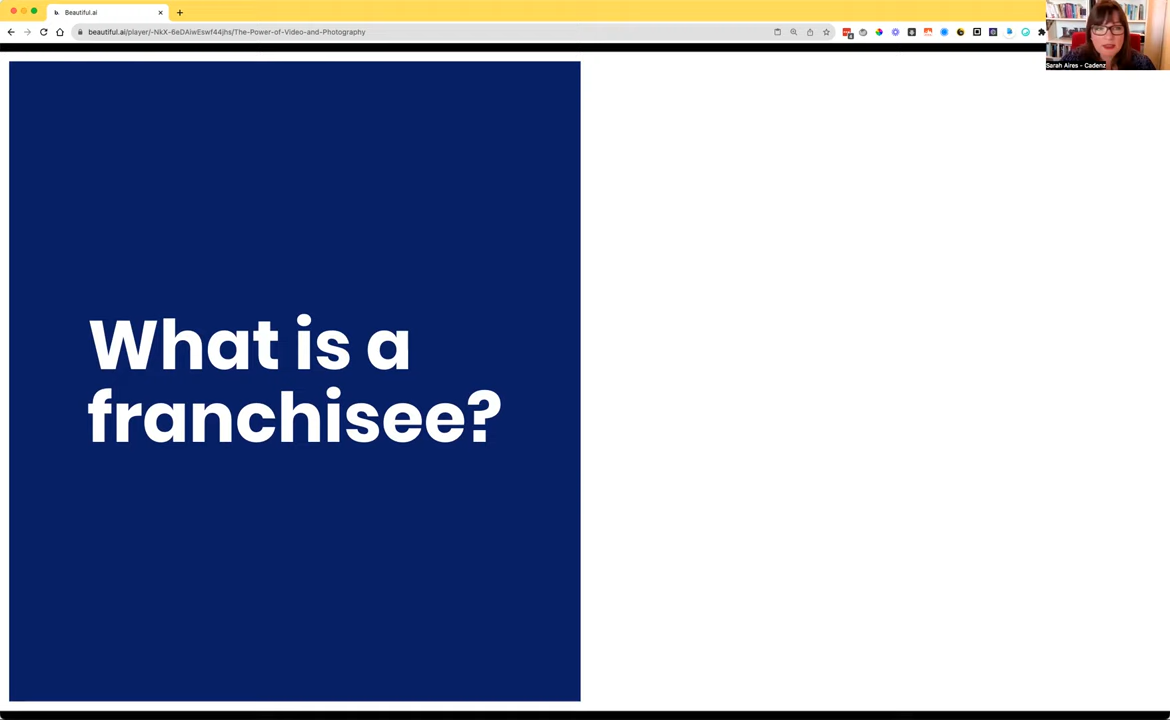 Beautiful.ai
beautiful.ai/player/-NkX-6eDAiwEswf44jhs/The-Power-of-Video-and-Photography
Sarah Aires - Cadenz
What is a
franchisee?